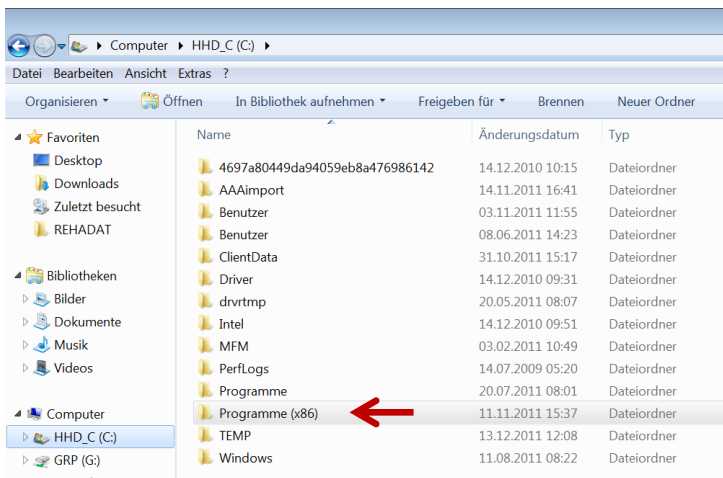 Computer ▸ HHD_C (C:) ▸
Datei Bearbeiten Ansicht Extras ?
Organisieren Öffnen In Bibliothek aufnehmen Freigeben für Brennen Neuer Ordner
Favoriten
Desktop
Downloads
Zuletzt besucht
REHADAT
Bibliotheken
Bilder
Dokumente
Musik
Videos
Computer
HHD_C (C:)
GRP (G:)
Name Änderungsdatum Typ
4697a80449da94059eb8a476986142 14.12.2010 10:15 Dateiordner
AAAimport 14.11.2011 16:41 Dateiordner
Benutzer 03.11.2011 11:55 Dateiordner
Benutzer 08.06.2011 14:23 Dateiordner
ClientData 31.10.2011 15:17 Dateiordner
Driver 14.12.2010 09:31 Dateiordner
drvrtmp 20.05.2011 08:07 Dateiordner
Intel 14.12.2010 09:51 Dateiordner
MFM 03.02.2011 10:49 Dateiordner
PerfLogs 14.07.2009 05:20 Dateiordner
Programme 20.07.2011 08:01 Dateiordner
Programme (x86) 11.11.2011 15:37 Dateiordner
TEMP 13.12.2011 12:08 Dateiordner
Windows 11.08.2011 08:22 Dateiordner